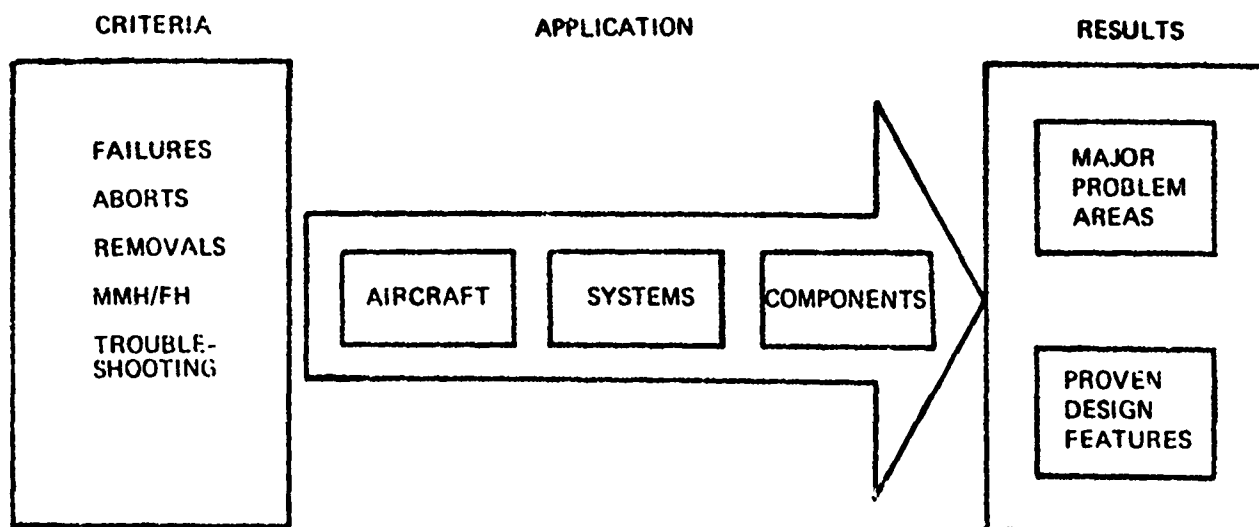 CRITERIA
APPLICATION
RESULTS
FAILURES
ABORTS
REMOVALS
MMH/FH
TROUBLE-
SHOOTING
AIRCRAFT
SYSTEMS
COMPONENTS
MAJOR
PROBLEM
AREAS
PROVEN
DESIGN
FEATURES